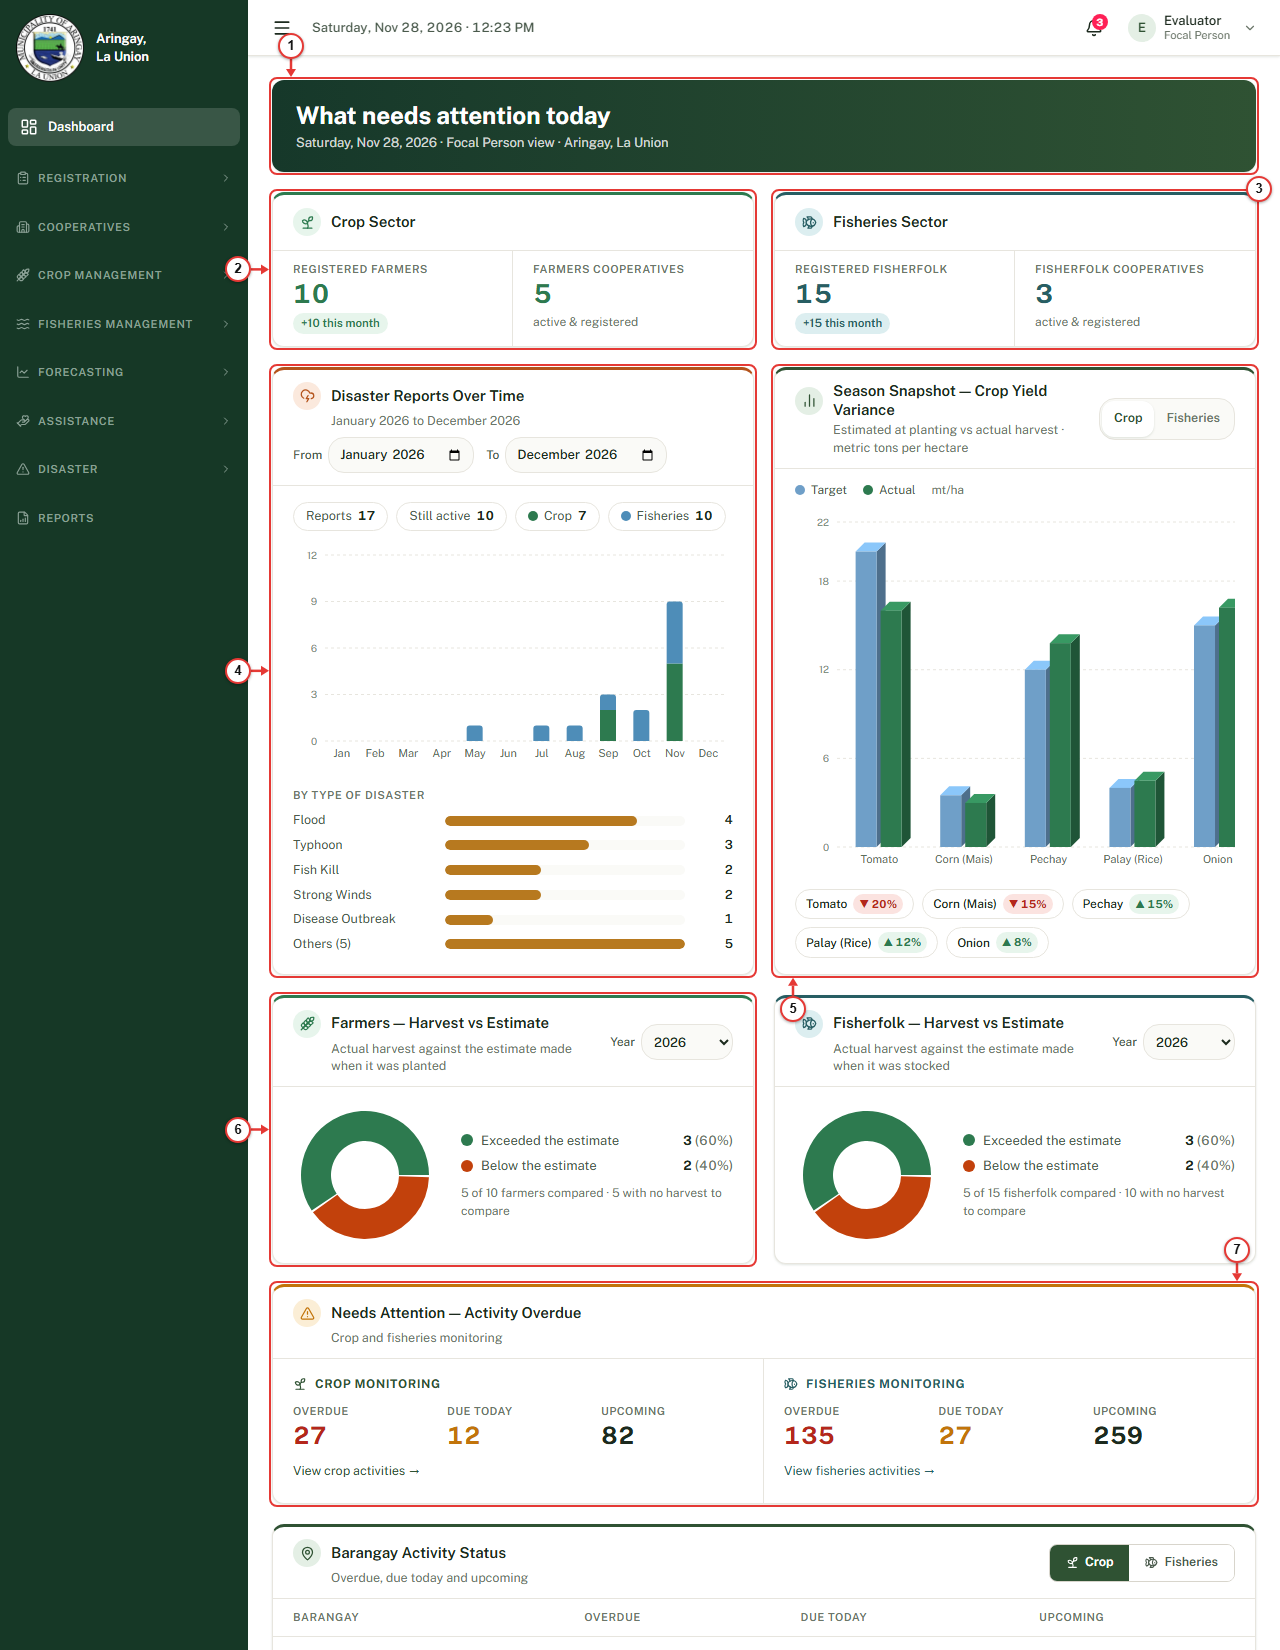 MUNICIPALITY OF ARINGAY
1741
LA UNION
Aringay,
La Union
Dashboard
REGISTRATION
COOPERATIVES
CROP MANAGEMENT
FISHERIES MANAGEMENT
FORECASTING
ASSISTANCE
DISASTER
REPORTS
Saturday, Nov 28, 2026 · 12:23 PM
3
E
Evaluator
Focal Person
1
What needs attention today
Saturday, Nov 28, 2026 · Focal Person view · Aringay, La Union
2
Crop Sector
REGISTERED FARMERS
10
+10 this month
FARMERS COOPERATIVES
5
active & registered
3
Fisheries Sector
REGISTERED FISHERFOLK
15
+15 this month
FISHERFOLK COOPERATIVES
3
active & registered
4
Disaster Reports Over Time
January 2026 to December 2026
From January 2026 To December 2026
Reports 17 Still active 10 Crop 7 Fisheries 10
12
9
6
3
0
Jan Feb Mar Apr May Jun Jul Aug Sep Oct Nov Dec
BY TYPE OF DISASTER
Flood 4
Typhoon 3
Fish Kill 2
Strong Winds 2
Disease Outbreak 1
Others (5) 5
5
Season Snapshot — Crop Yield
Variance
Estimated at planting vs actual harvest ·
metric tons per hectare
Crop Fisheries
Target Actual mt/ha
22
18
12
6
0
Tomato Corn (Mais) Pechay Palay (Rice) Onion
Tomato ▼ 20% Corn (Mais) ▼ 15% Pechay ▲ 15%
Palay (Rice) ▲ 12% Onion ▲ 8%
6
Farmers — Harvest vs Estimate
Actual harvest against the estimate made
when it was planted
Year 2026
Exceeded the estimate 3 (60%)
Below the estimate 2 (40%)
5 of 10 farmers compared · 5 with no harvest to
compare
Fisherfolk — Harvest vs Estimate
Actual harvest against the estimate made
when it was stocked
Year 2026
Exceeded the estimate 3 (60%)
Below the estimate 2 (40%)
5 of 15 fisherfolk compared · 10 with no harvest
to compare
7
Needs Attention — Activity Overdue
Crop and fisheries monitoring
CROP MONITORING
OVERDUE DUE TODAY UPCOMING
27 12 82
View crop activities →
FISHERIES MONITORING
OVERDUE DUE TODAY UPCOMING
135 27 259
View fisheries activities →
Barangay Activity Status
Overdue, due today and upcoming
Crop Fisheries
BARANGAY OVERDUE DUE TODAY UPCOMING